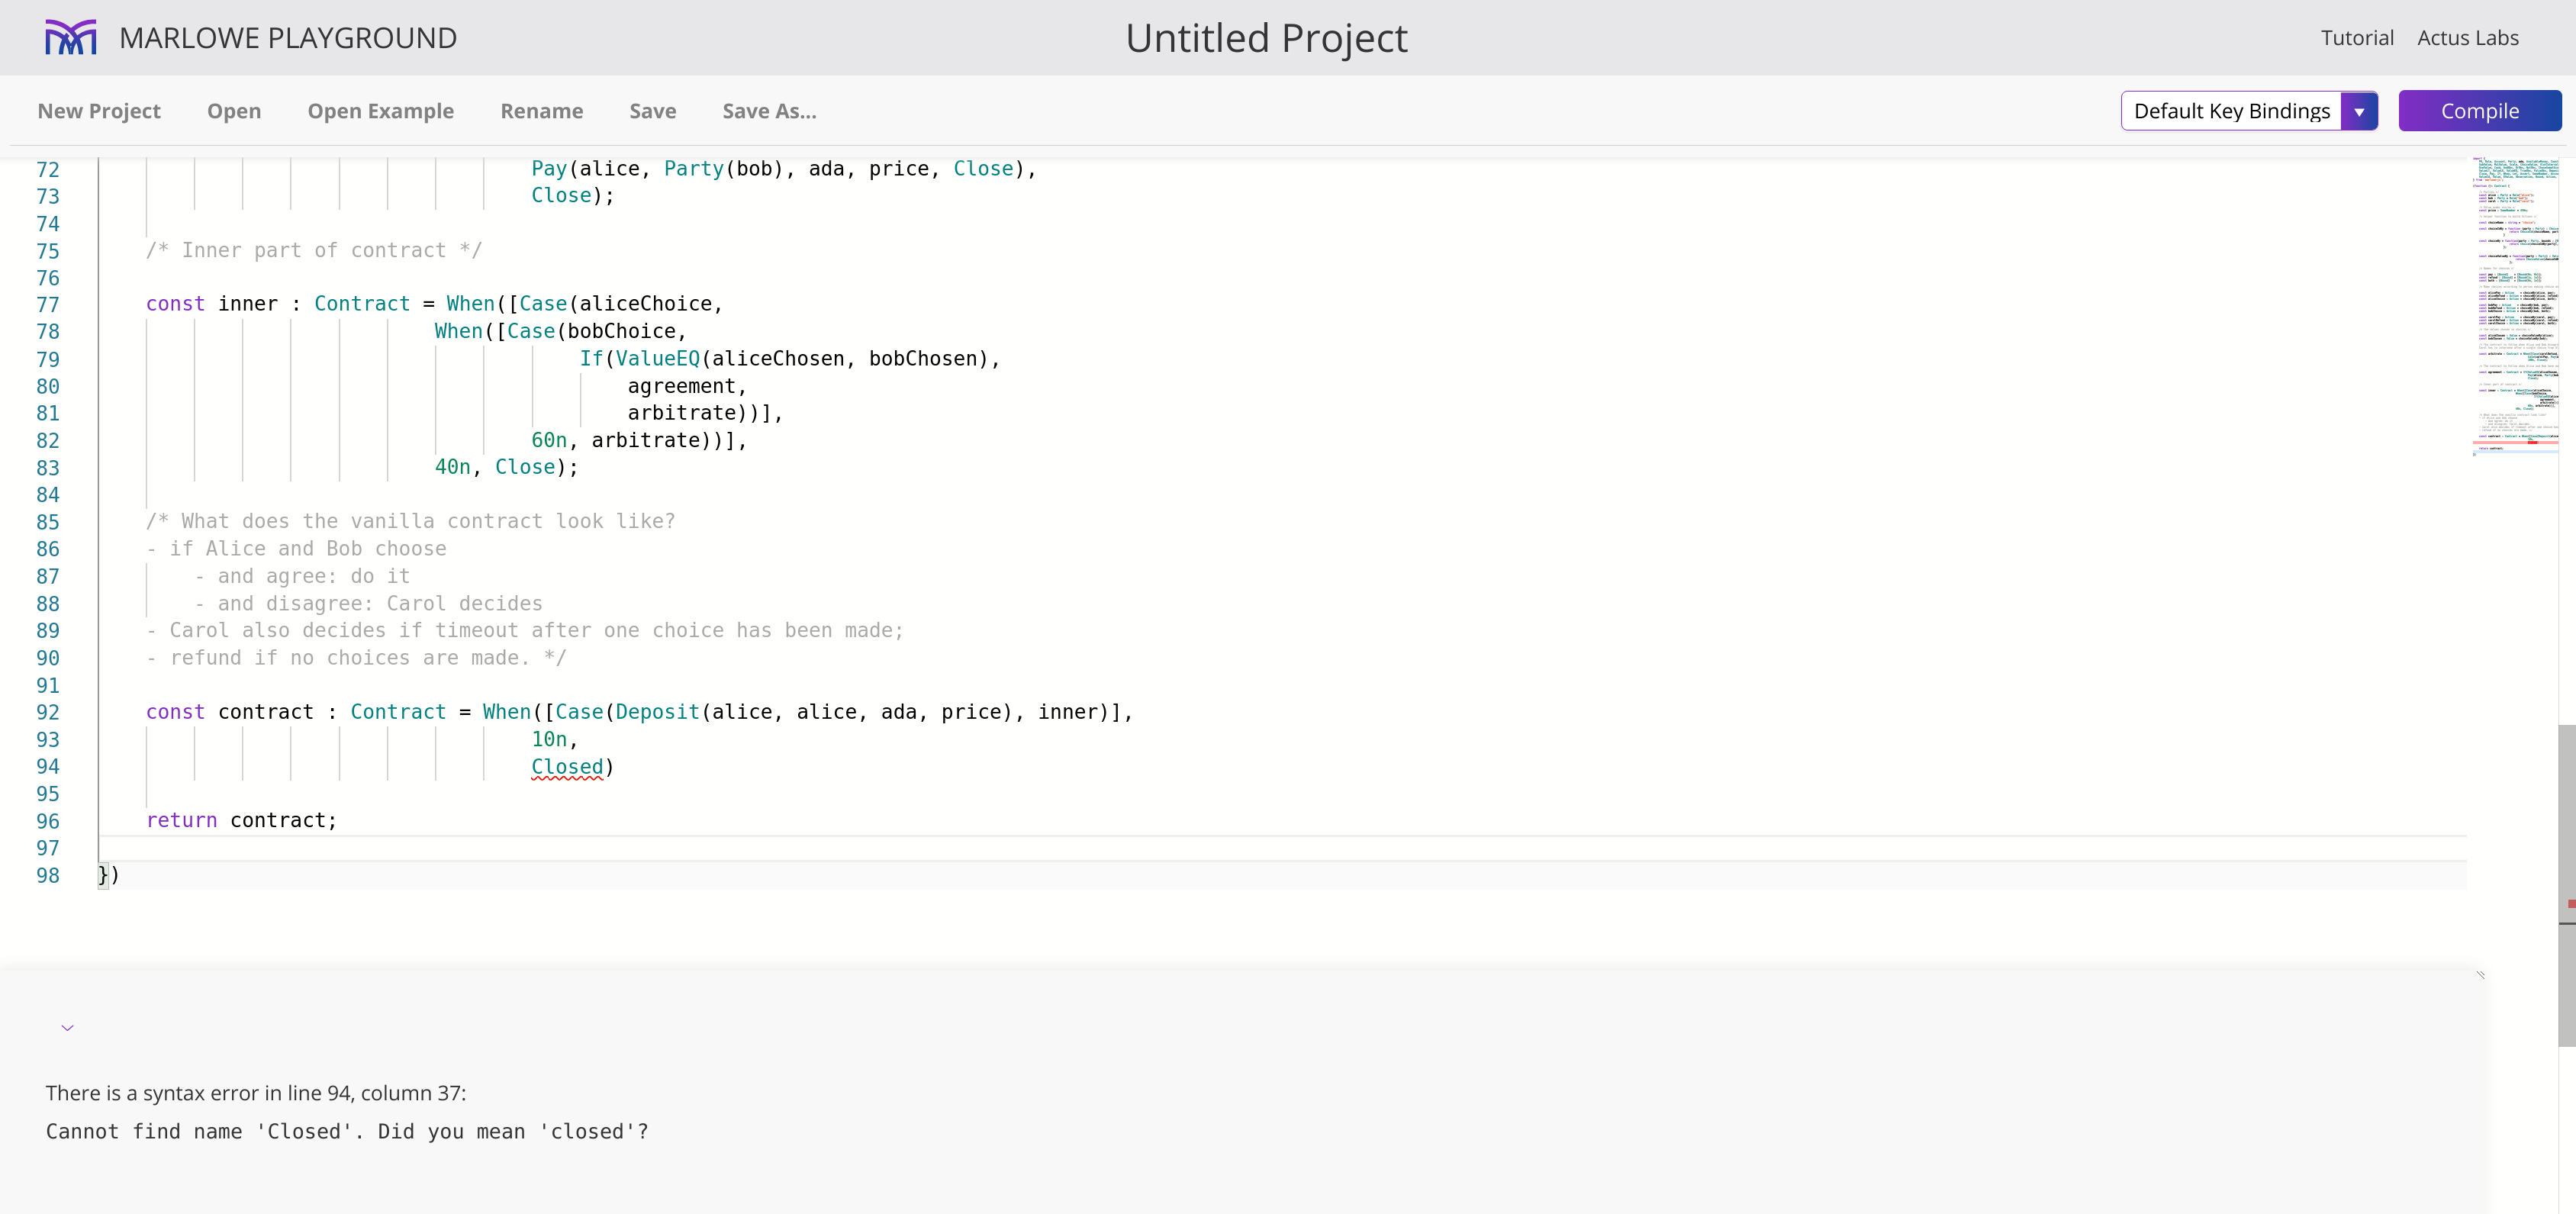 MARLOWE PLAYGROUND
Untitled Project
Tutorial Actus Labs
New Project Open Open Example Rename Save Save As...
Default Key Bindings Compile
72 Pay(alice, Party(bob), ada, price, Close),
73 Close);
74
75 /* Inner part of contract */
76
77 const inner : Contract = When([Case(aliceChoice,
78 When([Case(bobChoice,
79 If(ValueEQ(aliceChosen, bobChosen),
80 agreement,
81 arbitrate))],
82 60n, arbitrate))],
83 40n, Close);
84
85 /* What does the vanilla contract look like?
86 - if Alice and Bob choose
87 - and agree: do it
88 - and disagree: Carol decides
89 - Carol also decides if timeout after one choice has been made;
90 - refund if no choices are made. */
91
92 const contract : Contract = When([Case(Deposit(alice, alice, ada, price), inner)],
93 10n,
94 Closed)
95
96 return contract;
97
98 })
There is a syntax error in line 94, column 37:
Cannot find name 'Closed'. Did you mean 'closed'?